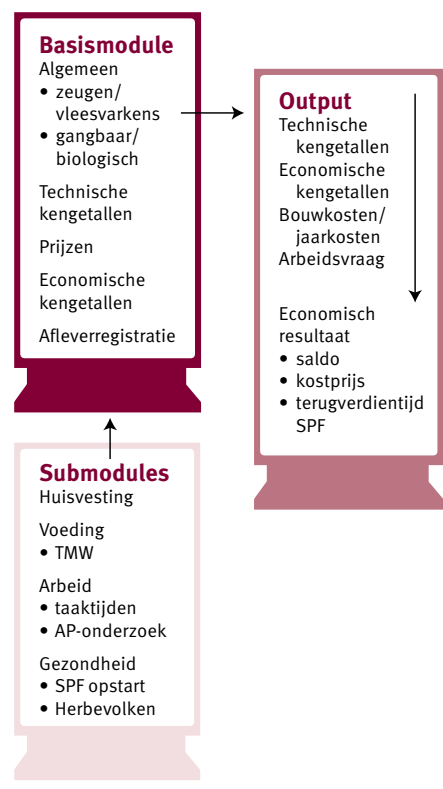 Basismodule
Algemeen
• zeugen/
vleesvarkens
• gangbaar/
biologisch
Technische
kengetallen
Prijzen
Economische
kengetallen
Afleverregistratie
Output
Technische
kengetallen
Economische
kengetallen
Bouwkosten/
jaarkosten
Arbeidsvraag
Economisch
resultaat
• saldo
• kostprijs
• terugverdientijd
SPF
Submodules
Huisvesting
Voeding
• TMW
Arbeid
• taaktijden
• AP-onderzoek
Gezondheid
• SPF opstart
• Herbevolken